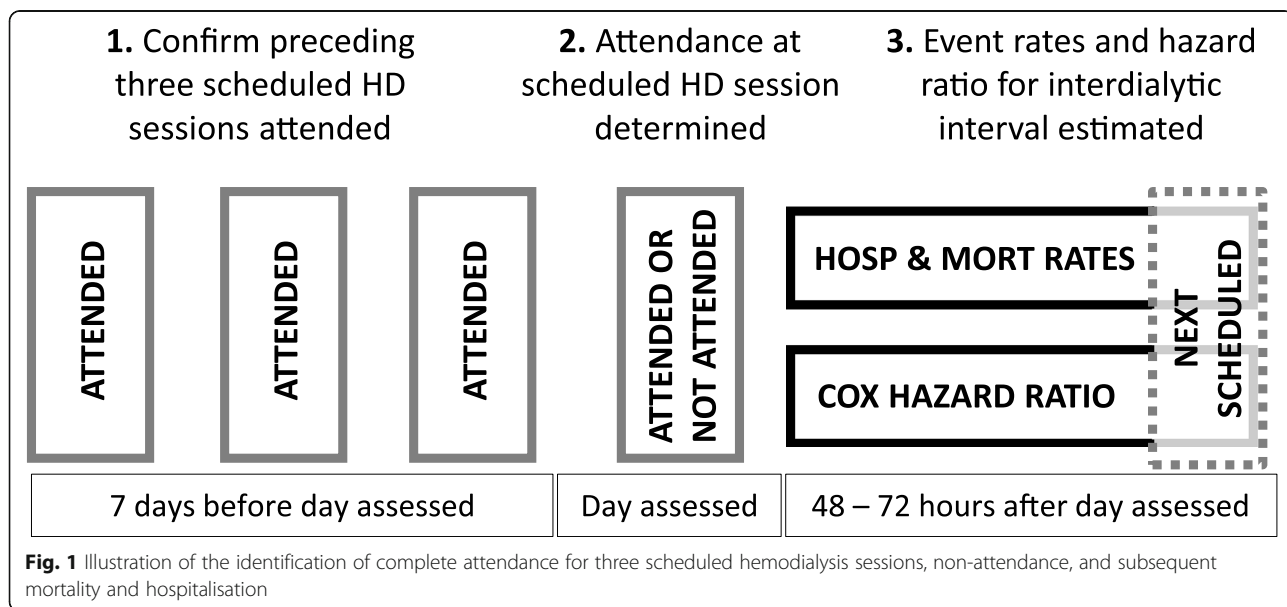 1. Confirm preceding
three scheduled HD
sessions attended
2. Attendance at
scheduled HD session
determined
3. Event rates and hazard
ratio for interdialytic
interval estimated
ATTENDED
ATTENDED
ATTENDED
ATTENDED OR
NOT ATTENDED
HOSP & MORT RATES
COX HAZARD RATIO
NEXT
SCHEDULED
7 days before day assessed
Day assessed
48 – 72 hours after day assessed
Fig. 1 Illustration of the identification of complete attendance for three scheduled hemodialysis sessions, non-attendance, and subsequent
mortality and hospitalisation